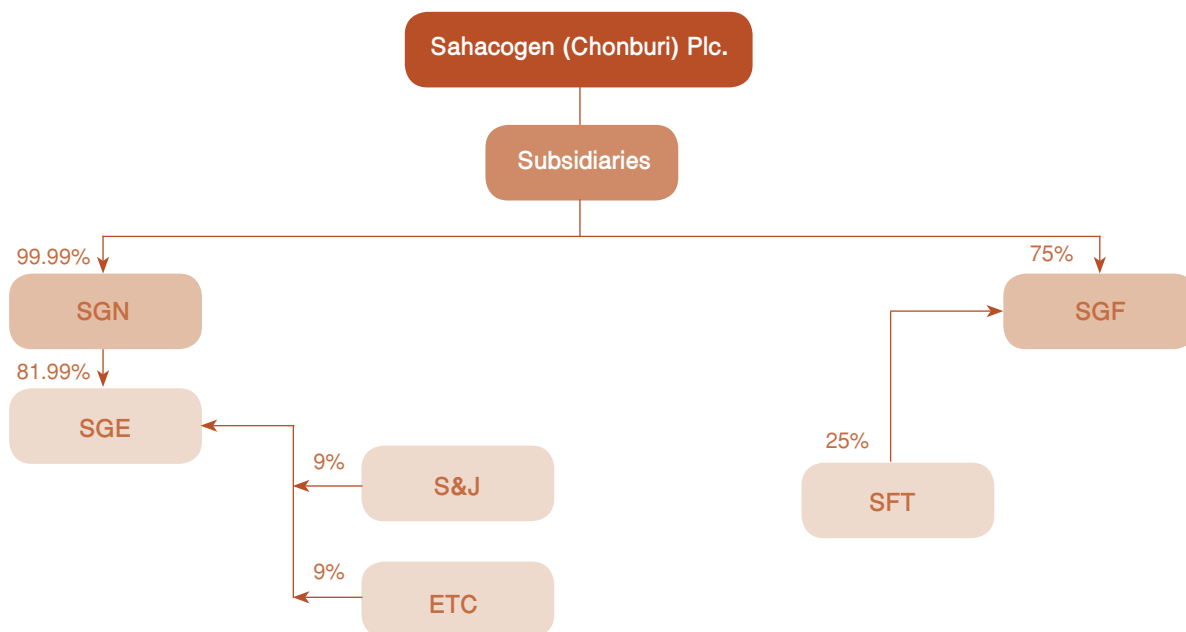 Sahacogen (Chonburi) Plc.
Subsidiaries
99.99%
75%
SGN
SGF
81.99%
SGE
25%
9%
S&J
SFT
9%
ETC